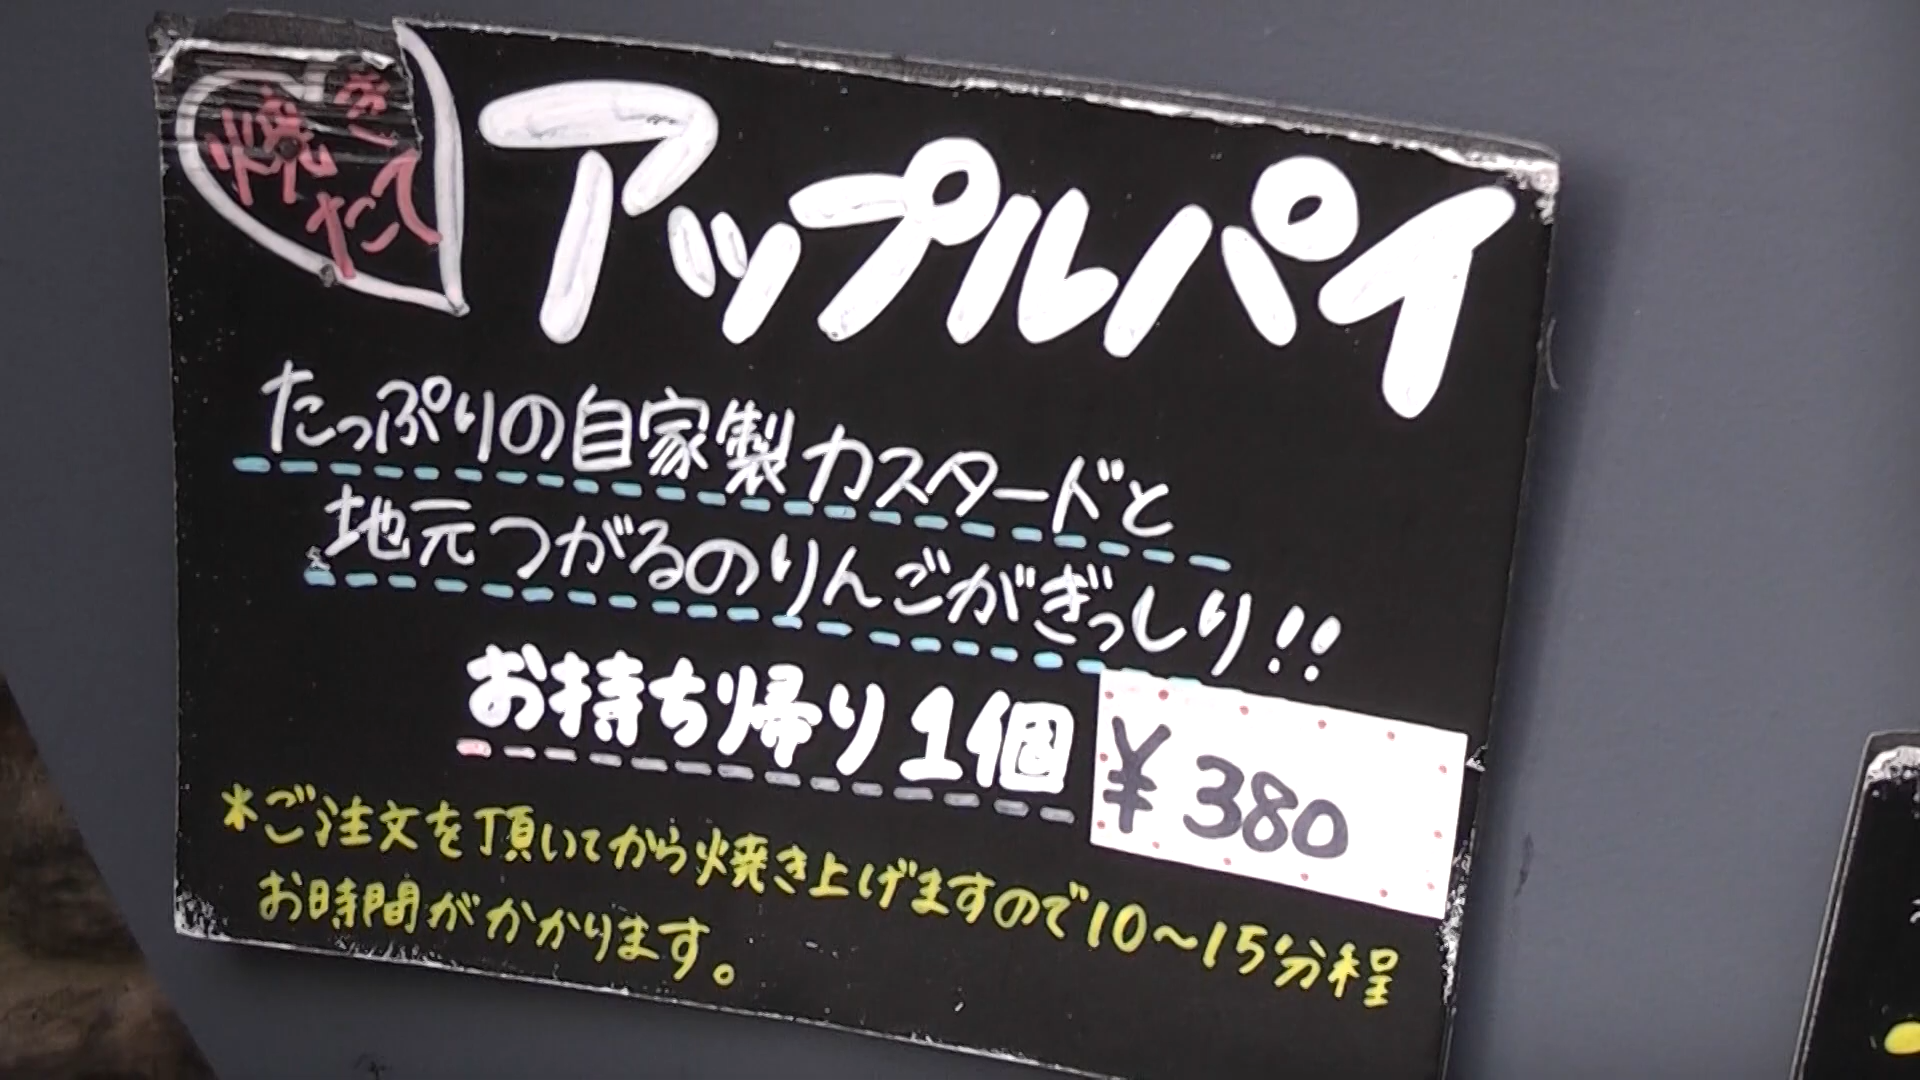 焼きたて
アップルパイ
たっぷりの自家製カスタードと
地元つがるのりんごがぎっしり!!
お持ち帰り1個 ¥380
*ご注文を頂いてから焼き上げますので10〜15分程
お時間がかかります。